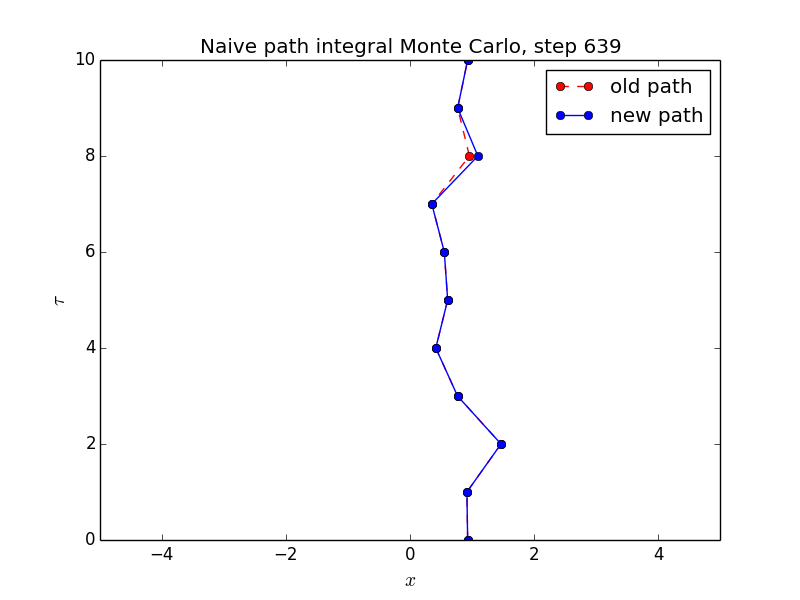 Naive path integral Monte Carlo, step 639
old path
new path
10
8
6
4
2
0
τ
−4
−2
0
2
4
x